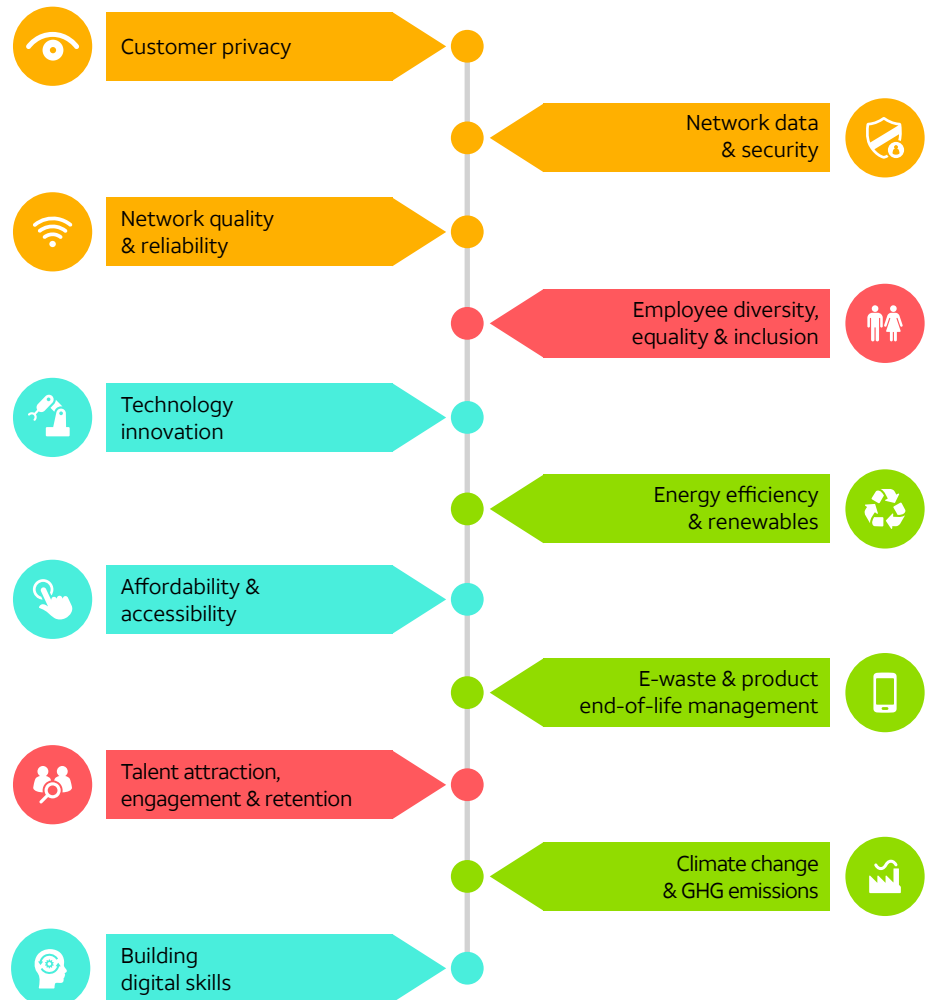 Customer privacy
Network data
& security
Network quality
& reliability
Employee diversity,
equality & inclusion
Technology
innovation
Energy efficiency
& renewables
Affordability &
accessibility
E-waste & product
end-of-life management
Talent attraction,
engagement & retention
Climate change
& GHG emissions
Building
digital skills